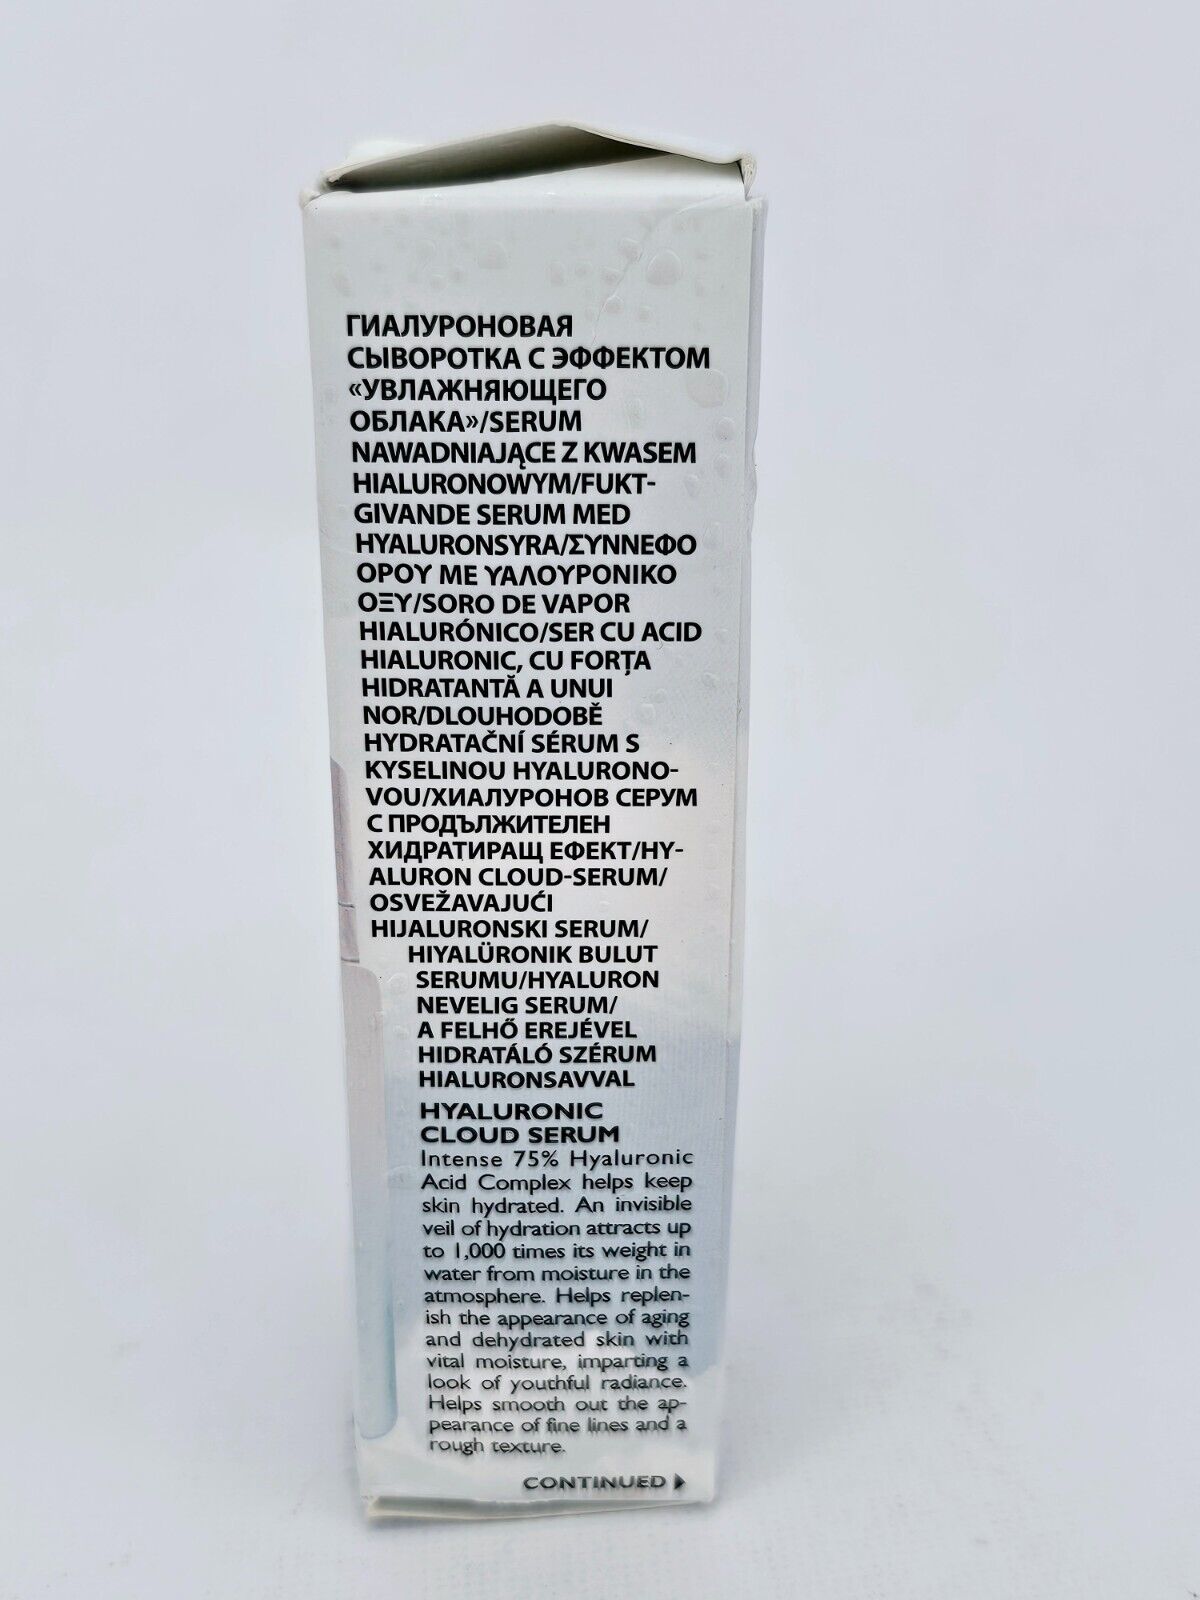 ГИАЛУРОНОВАЯ
СЫВОРОТКА С ЭФФЕКТОМ
«УВЛАЖНЯЮЩЕГО
ОБЛАКА»/SERUM
NAWADNIAJĄCE Z KWASEM
HIALURONOWYM/FUKT-
GIVANDE SERUM MED
HYALURONSYRA/ΣΥΝΝΕΦΟ
ΟΡΟΥ ΜΕ ΥΑΛΟΥΡΟΝΙΚΟ
ΟΞΥ/SORO DE VAPOR
HIALURÓNICO/SER CU ACID
HIALURONIC, CU FORȚA
HIDRATANTĂ A UNUI
NOR/DLOUHODOBĚ
HYDRATAČNÍ SÉRUM S
KYSELINOU HYALURONO-
VOU/ХИАЛУРОНОВ СЕРУМ
С ПРОДЪЛЖИТЕЛЕН
ХИДРАТИРАЩ ЕФЕКТ/HY-
ALURON CLOUD-SERUM/
OSVEŽAVAJUĆI
HIJALURONSKI SERUM/
HIYALÜRONIK BULUT
SERUMU/HYALURON
NEVELIG SERUM/
A FELHŐ EREJÉVEL
HIDRATÁLÓ SZÉRUM
HIALURONSAVVAL
HYALURONIC
CLOUD SERUM
Intense 75% Hyaluronic
Acid Complex helps keep
skin hydrated. An invisible
veil of hydration attracts up
to 1,000 times its weight in
water from moisture in the
atmosphere. Helps replen-
ish the appearance of aging
and dehydrated skin with
vital moisture, imparting a
look of youthful radiance.
Helps smooth out the ap-
pearance of fine lines and a
rough texture.
CONTINUED